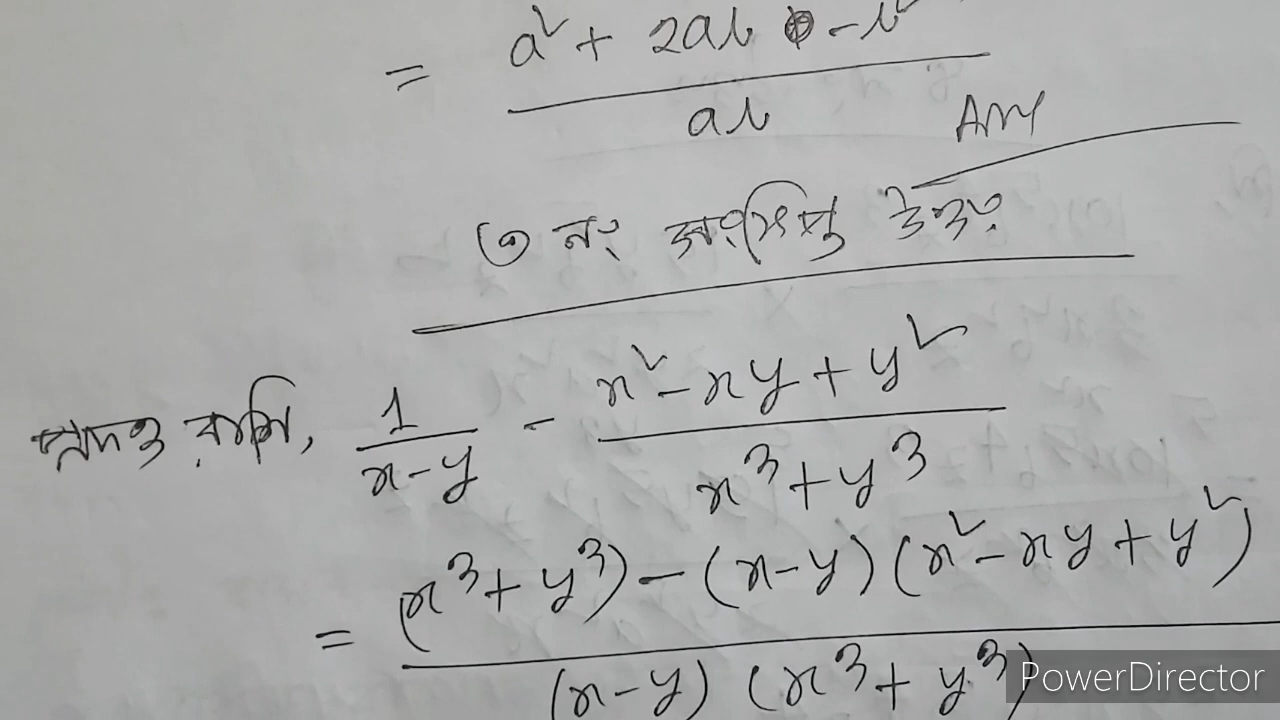 = a² + 2ab - b² / ab
Ans
৩ নং সংক্ষিপ্ত উত্তর
প্রদত্ত রাশি, 1 / x-y - x²-xy+y² / x³+y³
= (x³+y³)-(x-y)(x²-xy+y²) / (x-y) (x³+y³)
PowerDirector